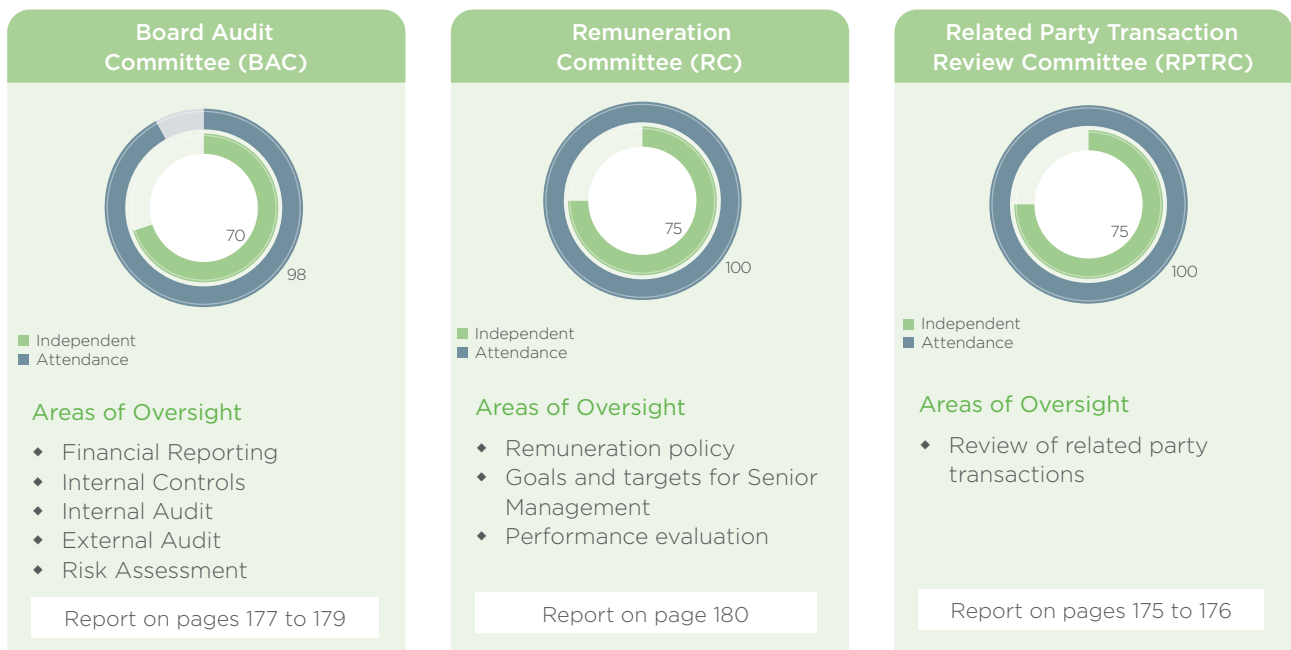 Board Audit
Committee (BAC)
70
98
Independent
Attendance
Areas of Oversight
Financial Reporting
Internal Controls
Internal Audit
External Audit
Risk Assessment
Report on pages 177 to 179
Remuneration
Committee (RC)
75
100
Independent
Attendance
Areas of Oversight
Remuneration policy
Goals and targets for Senior
Management
Performance evaluation
Report on page 180
Related Party Transaction
Review Committee (RPTRC)
75
100
Independent
Attendance
Areas of Oversight
Review of related party
transactions
Report on pages 175 to 176